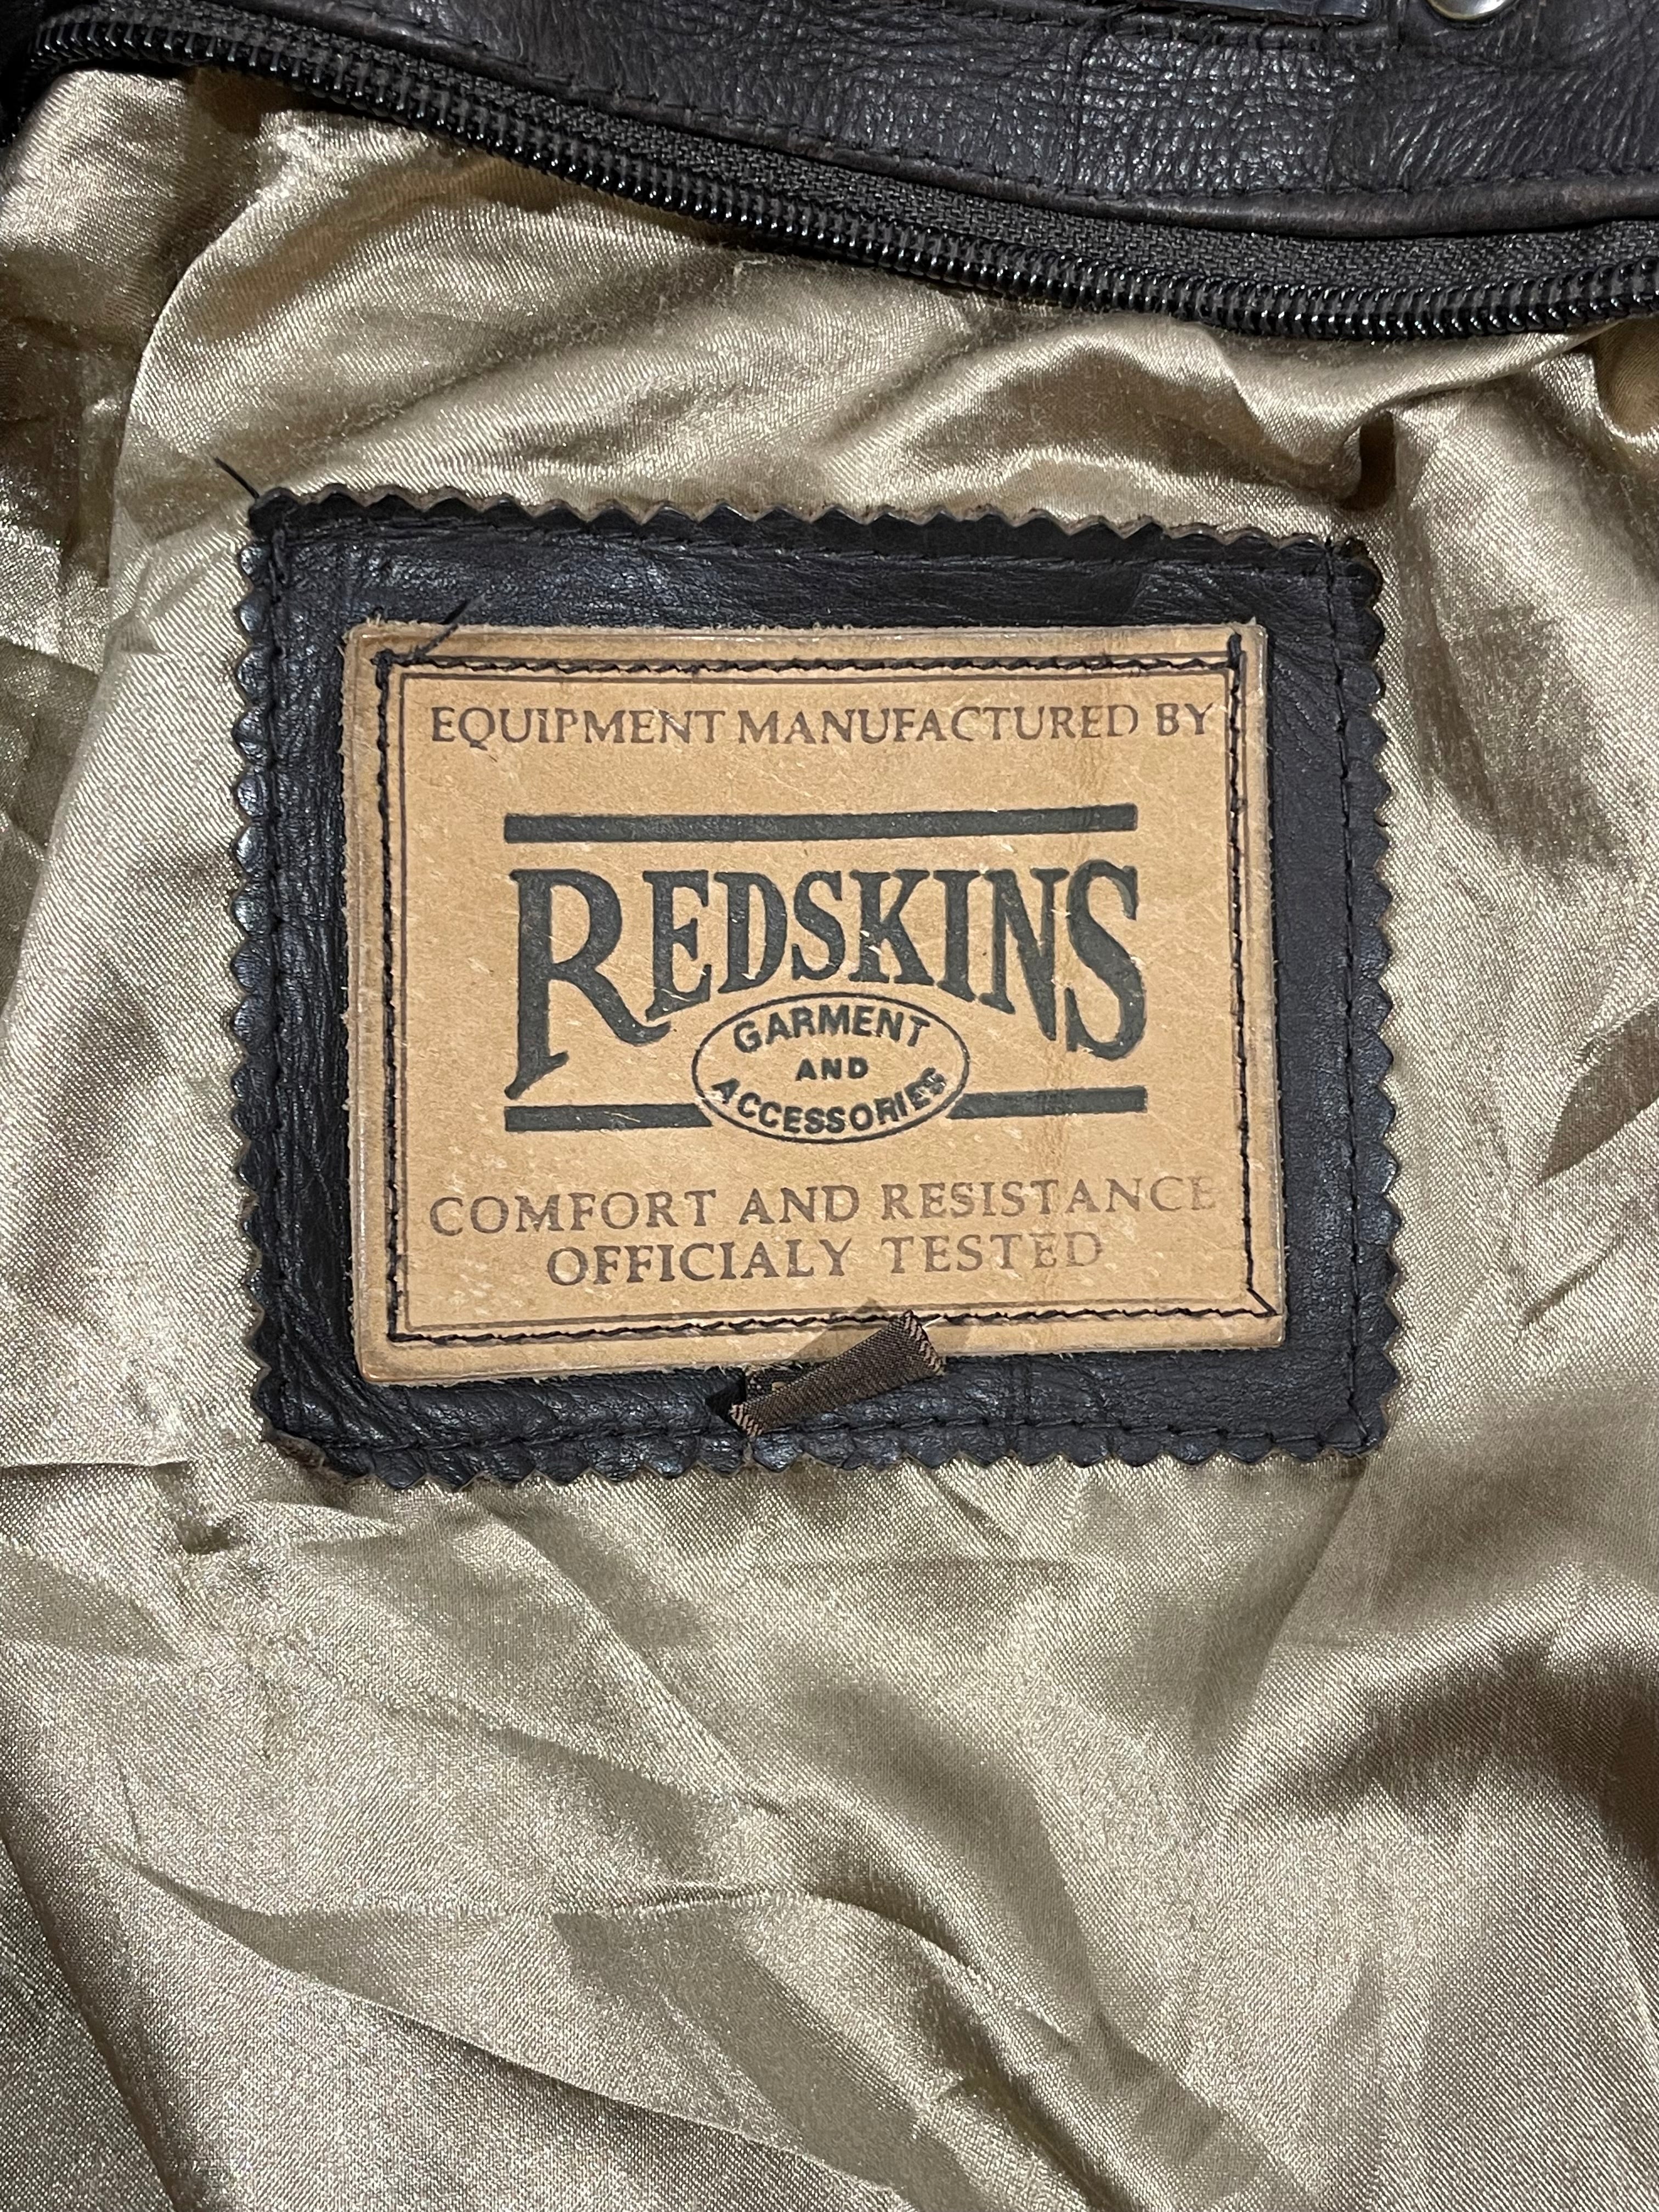 EQUIPMENT MANUFACTURED BY
REDSKINS
GARMENT
AND
ACCESSORIES
COMFORT AND RESISTANCE
OFFICIALY TESTED